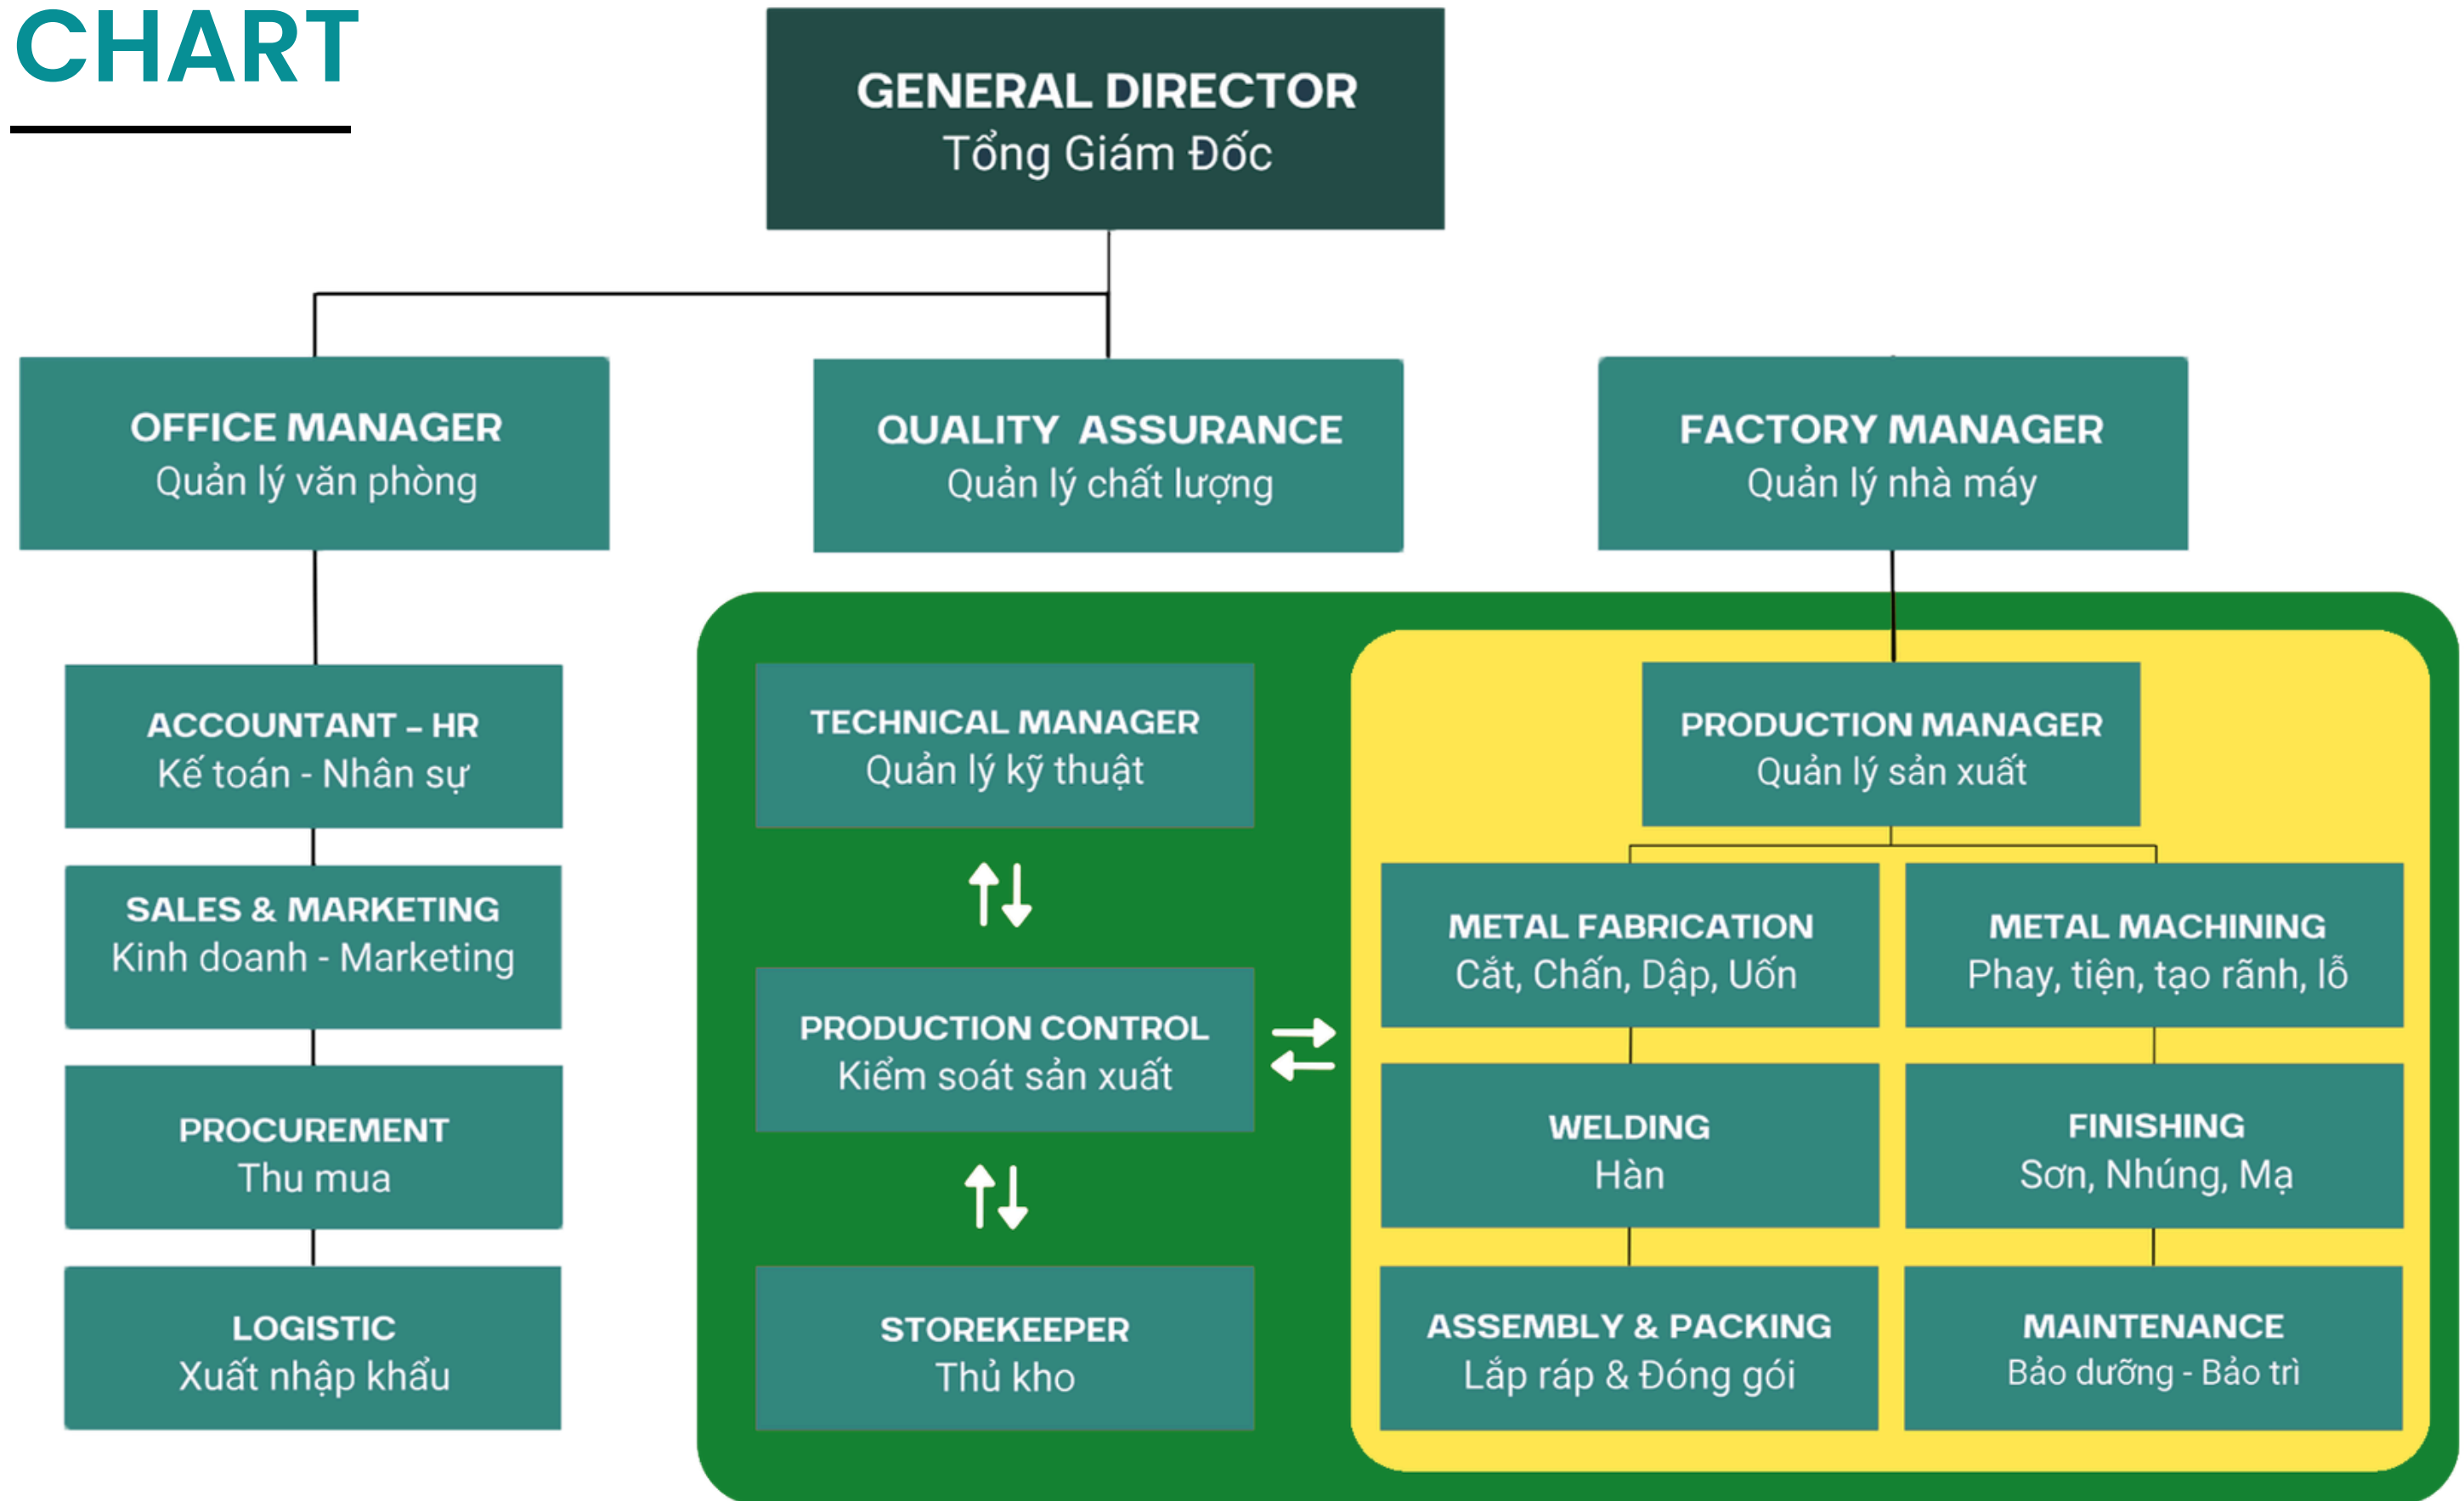 CHART
GENERAL DIRECTOR
Tổng Giám Đốc
OFFICE MANAGER
Quản lý văn phòng
QUALITY ASSURANCE
Quản lý chất lượng
FACTORY MANAGER
Quản lý nhà máy
ACCOUNTANT – HR
Kế toán - Nhân sự
SALES & MARKETING
Kinh doanh - Marketing
PROCUREMENT
Thu mua
LOGISTIC
Xuất nhập khẩu
TECHNICAL MANAGER
Quản lý kỹ thuật
PRODUCTION CONTROL
Kiểm soát sản xuất
STOREKEEPER
Thủ kho
PRODUCTION MANAGER
Quản lý sản xuất
METAL FABRICATION
Cắt, Chấn, Dập, Uốn
METAL MACHINING
Phay, tiện, tạo rãnh, lỗ
WELDING
Hàn
FINISHING
Sơn, Nhúng, Mạ
ASSEMBLY & PACKING
Lắp ráp & Đóng gói
MAINTENANCE
Bảo dưỡng - Bảo trì